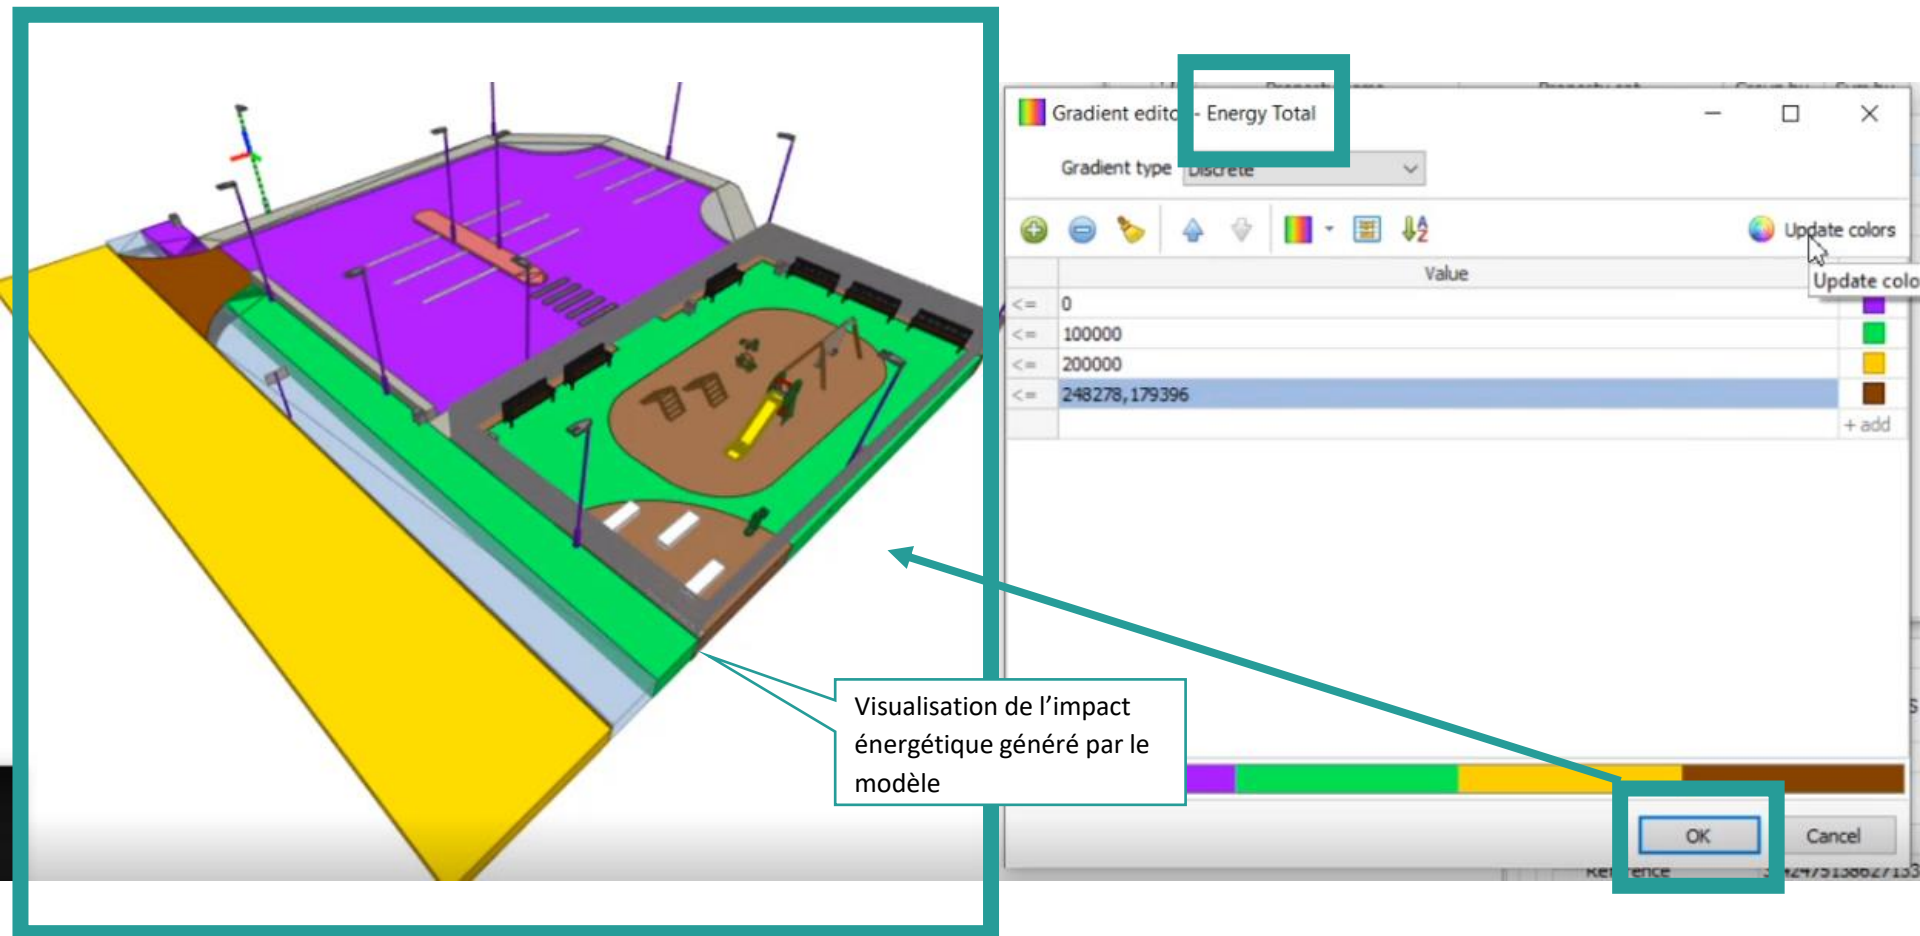 Gradient editor - Energy Total
Gradient type
Discrete
Update colors
Value
Update colo
<= 0
<= 100000
<= 200000
<= 248278,179396
+ add
Visualisation de l’impact
énergétique généré par le
modèle
OK
Cancel
Reference